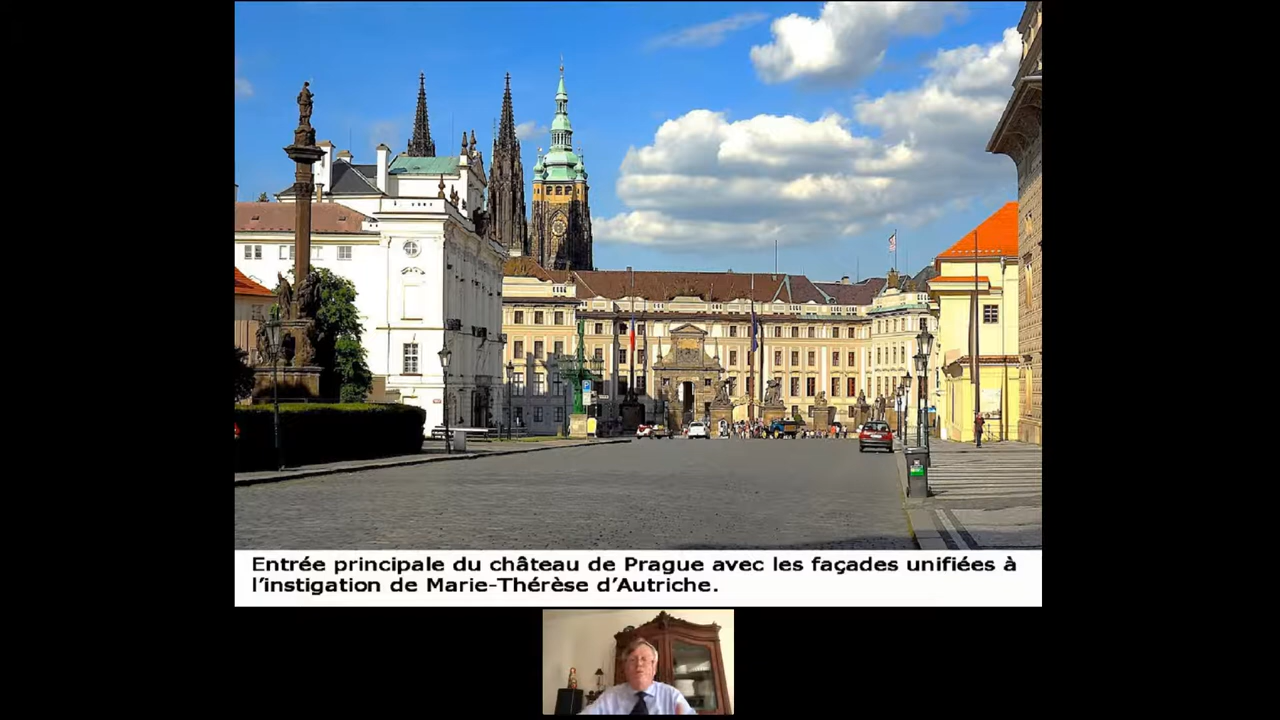 Entrée principale du château de Prague avec les façades unifiées à
l’instigation de Marie-Thérèse d’Autriche.